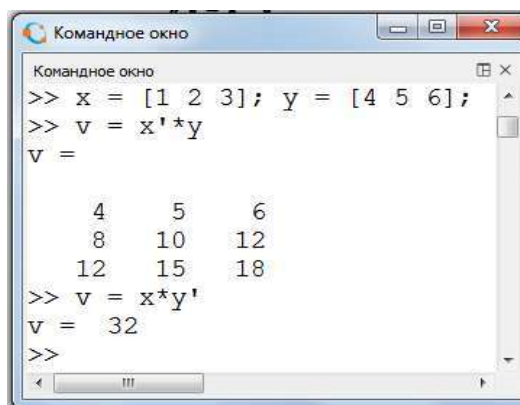 Командное окно
Командное окно
>> x = [1 2 3]; y = [4 5 6];
>> v = x'*y
v =
4 5 6
8 10 12
12 15 18
>> v = x*y'
v = 32
>>